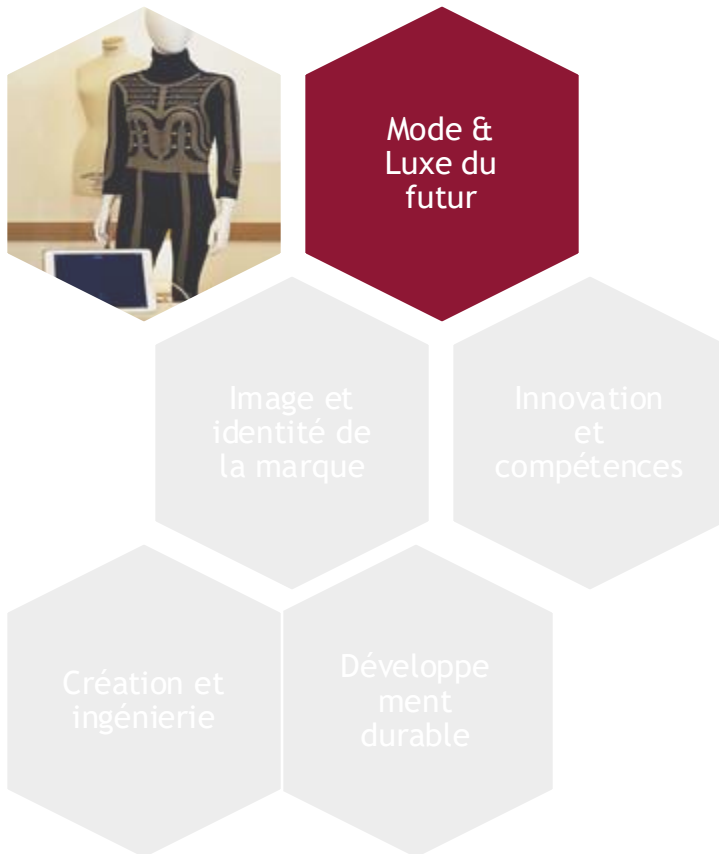 Mode &
Luxe du
futur
Image et
identité de
la marque
Innovation
et
compétences
Création et
ingénierie
Développe
ment
durable